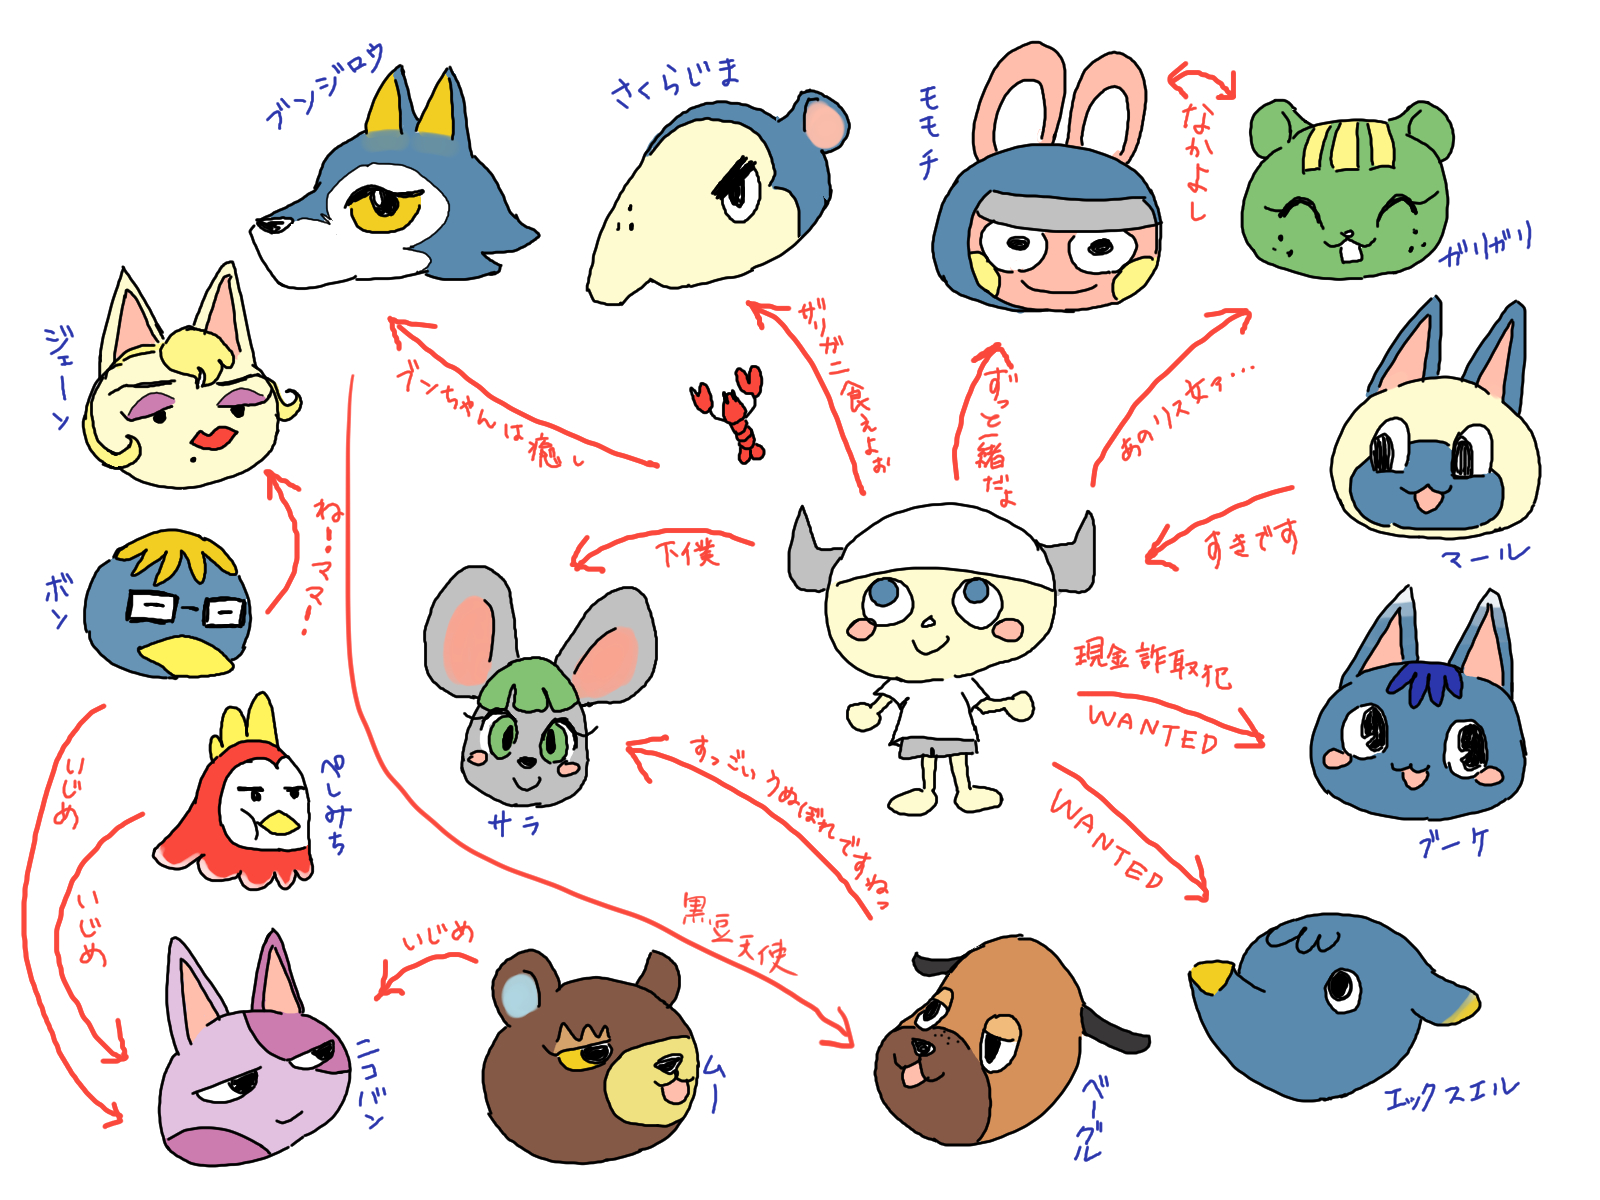 ブンジロウ
さくらじま
モモチ
なかよし
ガリガリ
ジェーン
ブンちゃんは癒し
ザリガニ食えよぉ
ずっと一緒だよ
あのリス女ァ・・・
すきです
マール
ねー・ママー・
ボン
下僕
現金詐取犯
WANTED
ブーケ
いじめ
ぺしみち
サラ
すっごいうぬぼれですねっ
WANTED
いじめ
いじめ
黒豆天使
ニコバン
ムー
ベーグル
エックスエル